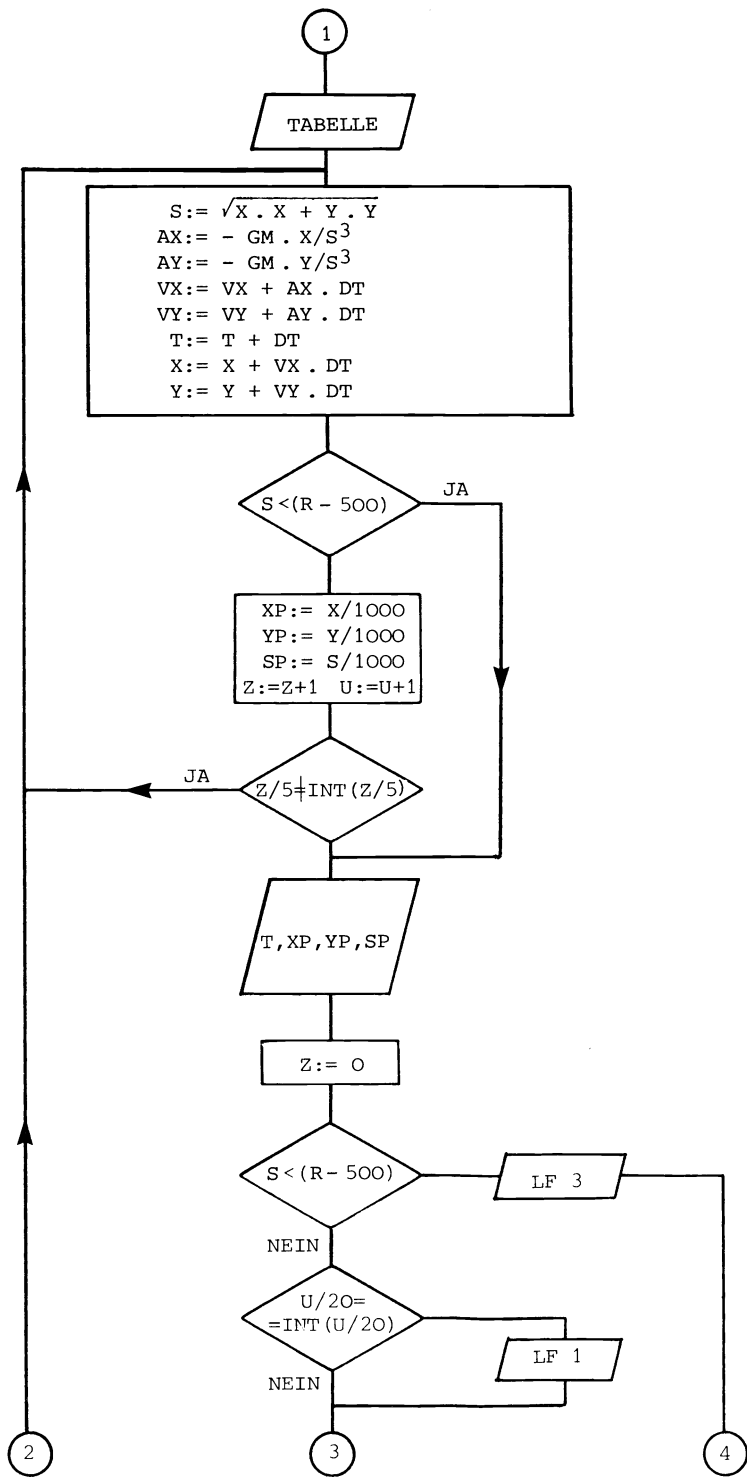 1
TABELLE
S:= √X . X + Y . Y
AX:= - GM . X/S³
AY:= - GM . Y/S³
VX:= VX + AX . DT
VY:= VY + AY . DT
T:= T + DT
X:= X + VX . DT
Y:= Y + VY . DT
S<(R - 500)
JA
XP:= X/1000
YP:= Y/1000
SP:= S/1000
Z:=Z+1 U:=U+1
JA
Z/5≠INT(Z/5)
T,XP,YP,SP
Z:= 0
S<(R - 500)
LF 3
NEIN
U/20=
=INT(U/20)
LF 1
NEIN
2
3
4